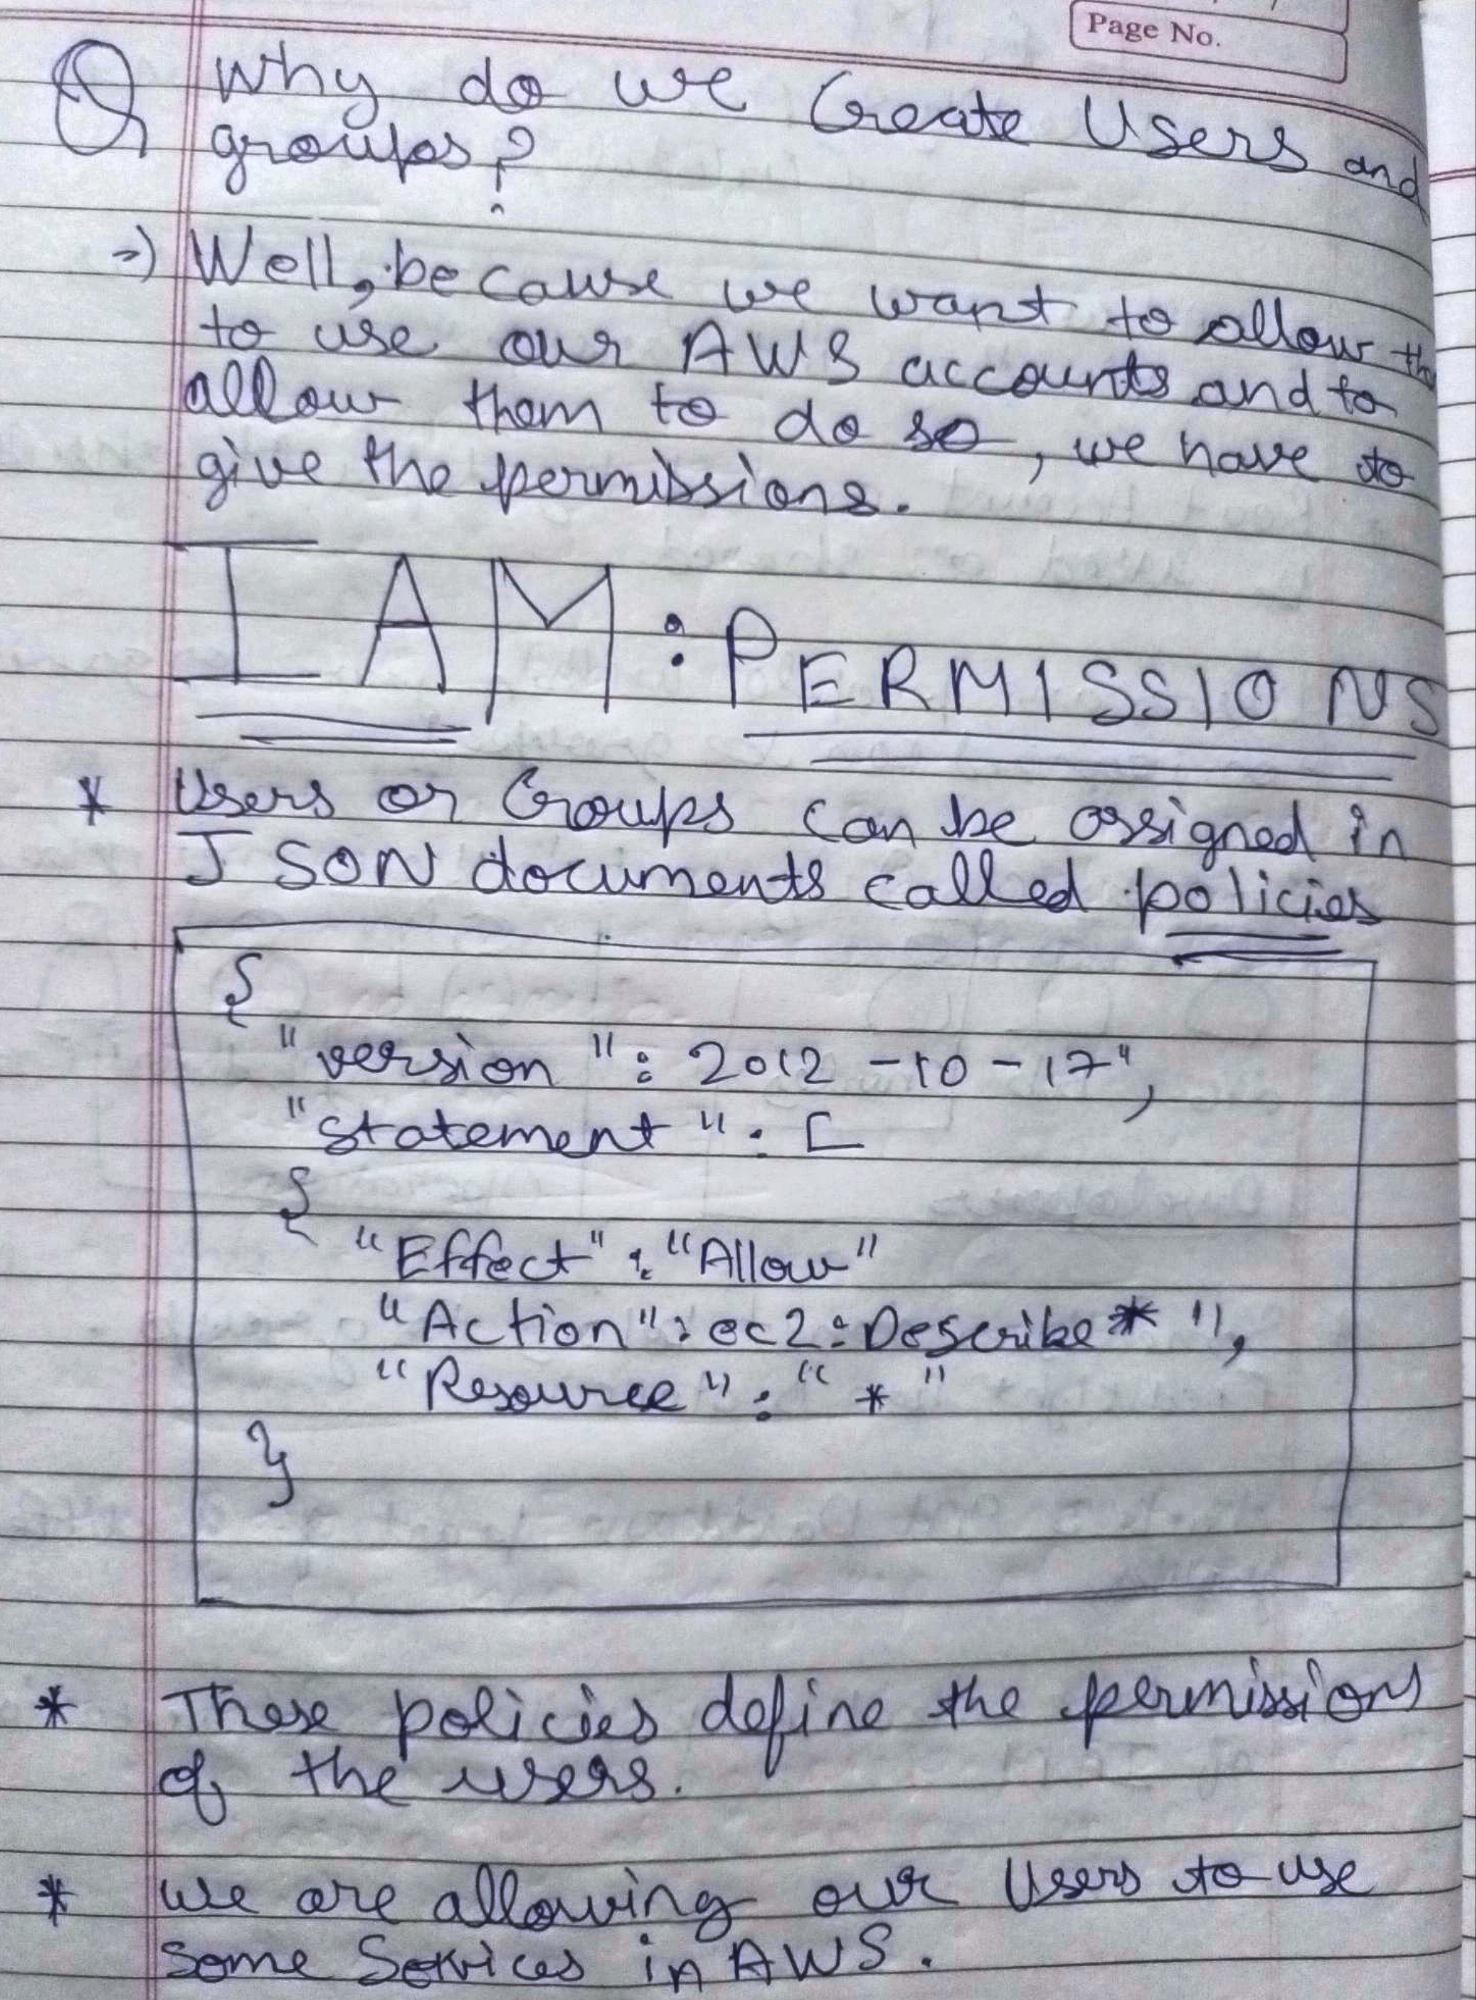 Page No.
Q Why do we Create Users and
groups?
=) Well, because we want to allow
to use our AWS accounts and to
allow them to do so, we have to
give the permissions.
IAM: PERMISSIONS
* Users or Groups can be assigned in
JSON documents called policies
{
"version": 2012-10-17",
"statement": [
{
"Effect": "Allow"
"Action": ec2:Describe*",
"Resource": "*"
}
* These policies define the permissions
of the users.
* we are allowing our Users to use
some Services in AWS.